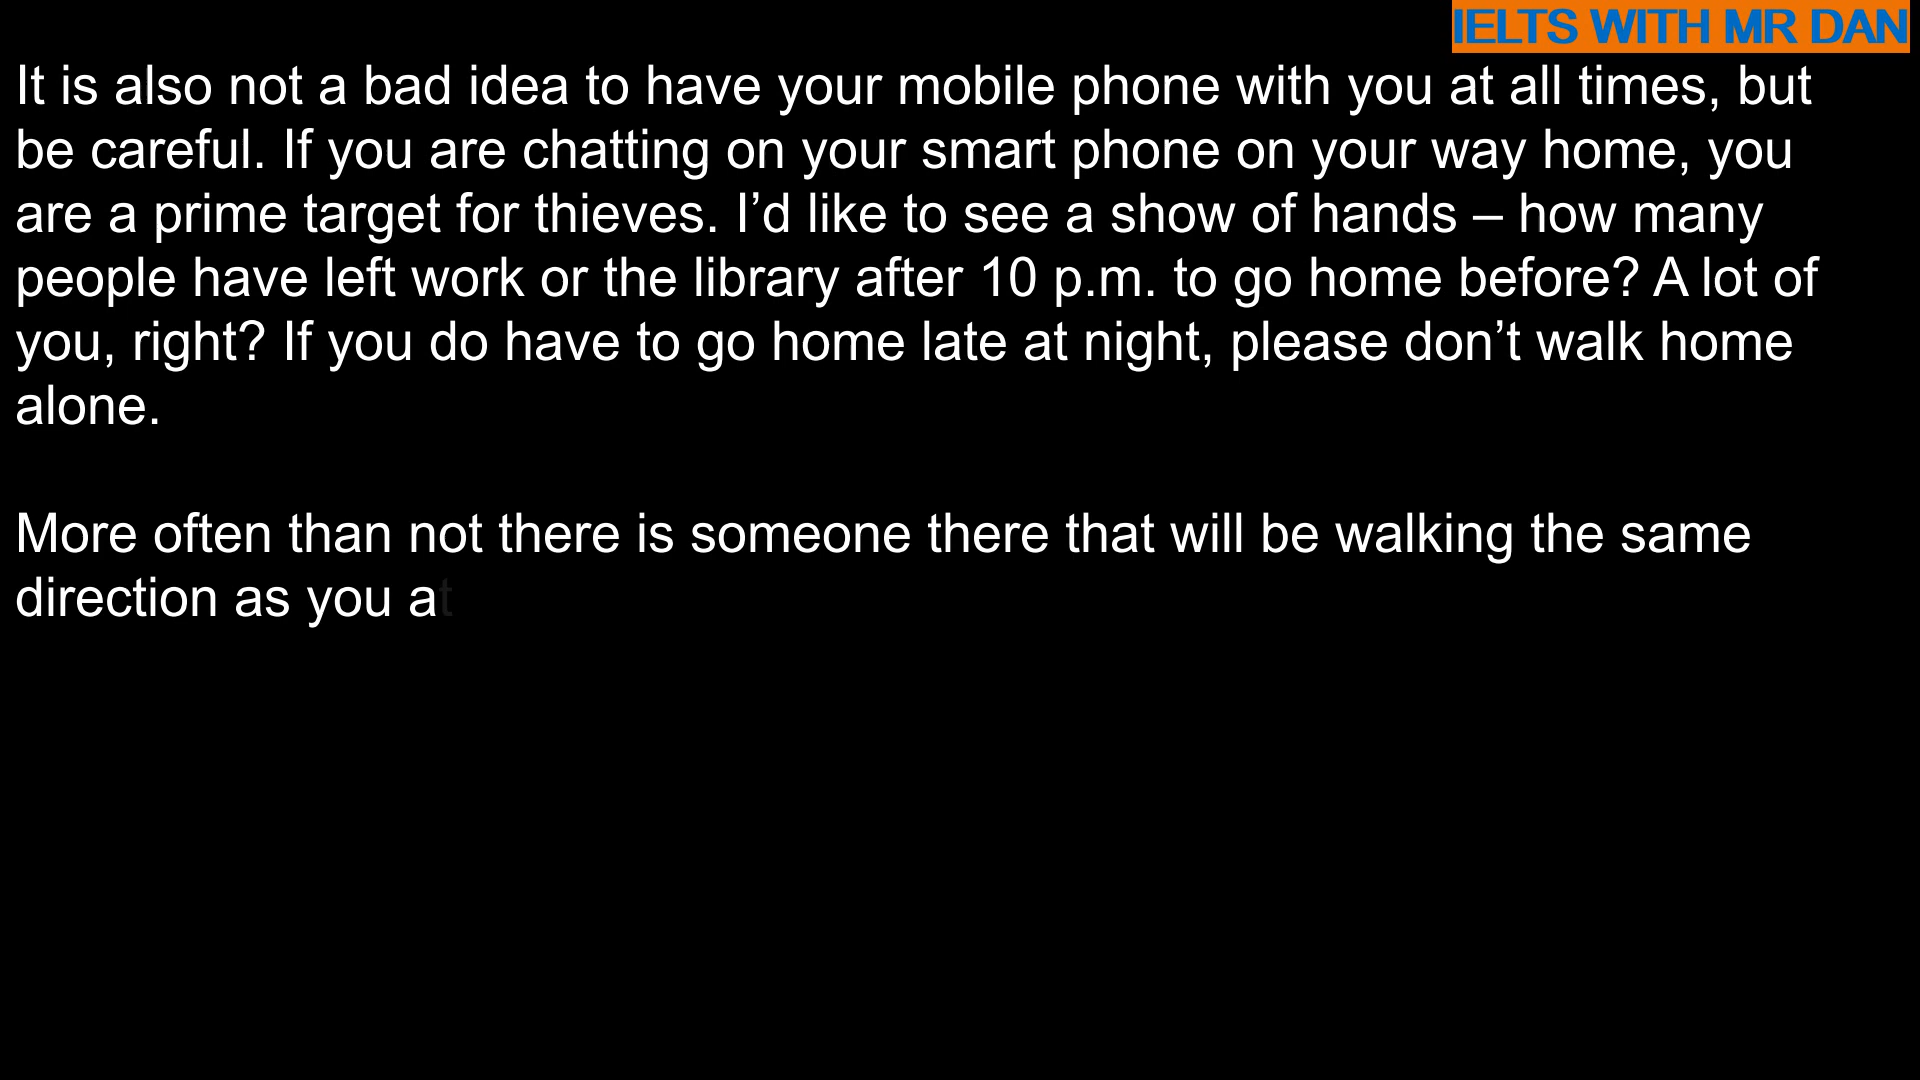 IELTS WITH MR DAN
It is also not a bad idea to have your mobile phone with you at all times, but
be careful. If you are chatting on your smart phone on your way home, you
are a prime target for thieves. I’d like to see a show of hands – how many
people have left work or the library after 10 p.m. to go home before? A lot of
you, right? If you do have to go home late at night, please don’t walk home
alone.
More often than not there is someone there that will be walking the same
direction as you at